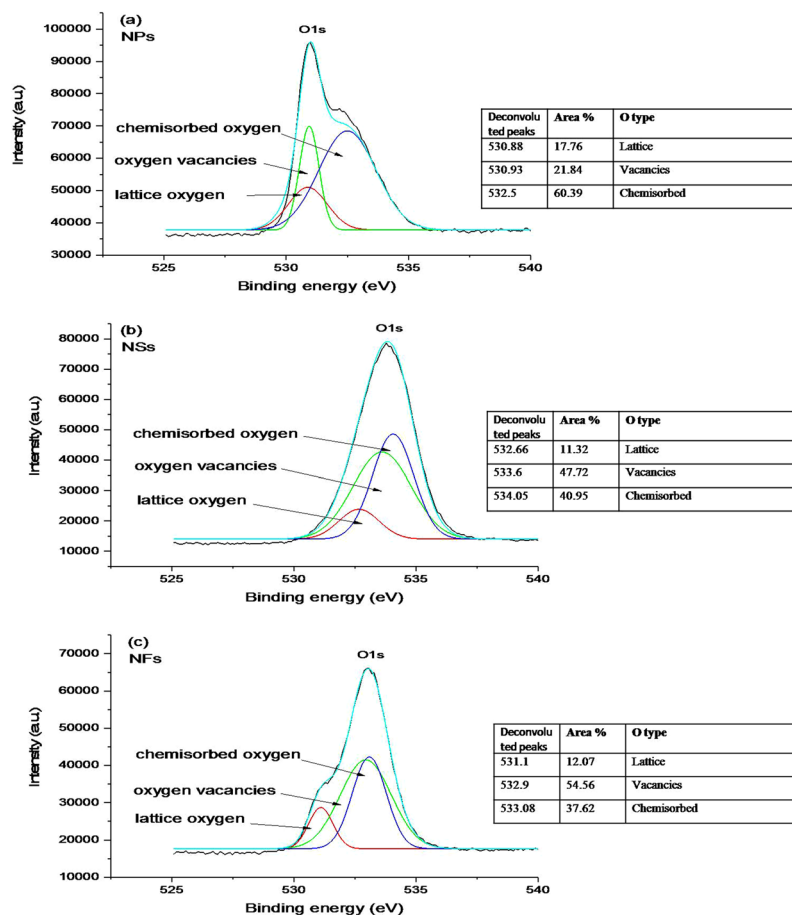 (a)
NPs
O1s
100000
90000
80000
70000
60000
50000
40000
30000
Intensity (a.u.)
chemisorbed oxygen
oxygen vacancies
lattice oxygen
525 530 535 540
Binding energy (eV)
Deconvolu Area % O type
ted peaks
530.88 17.76 Lattice
530.93 21.84 Vacancies
532.5 60.39 Chemisorbed
(b)
NSs
O1s
80000
70000
60000
50000
40000
30000
20000
10000
Intensity (a.u.)
chemisorbed oxygen
oxygen vacancies
lattice oxygen
525 530 535 540
Binding energy (eV)
Deconvolu Area % O type
ted peaks
532.66 11.32 Lattice
533.6 47.72 Vacancies
534.05 40.95 Chemisorbed
(c)
NFs
O1s
70000
60000
50000
40000
30000
20000
10000
Intensity (a.u.)
chemisorbed oxygen
oxygen vacancies
lattice oxygen
525 530 535 540
Binding energy (eV)
Deconvolu Area % O type
ted peaks
531.1 12.07 Lattice
532.9 54.56 Vacancies
533.08 37.62 Chemisorbed